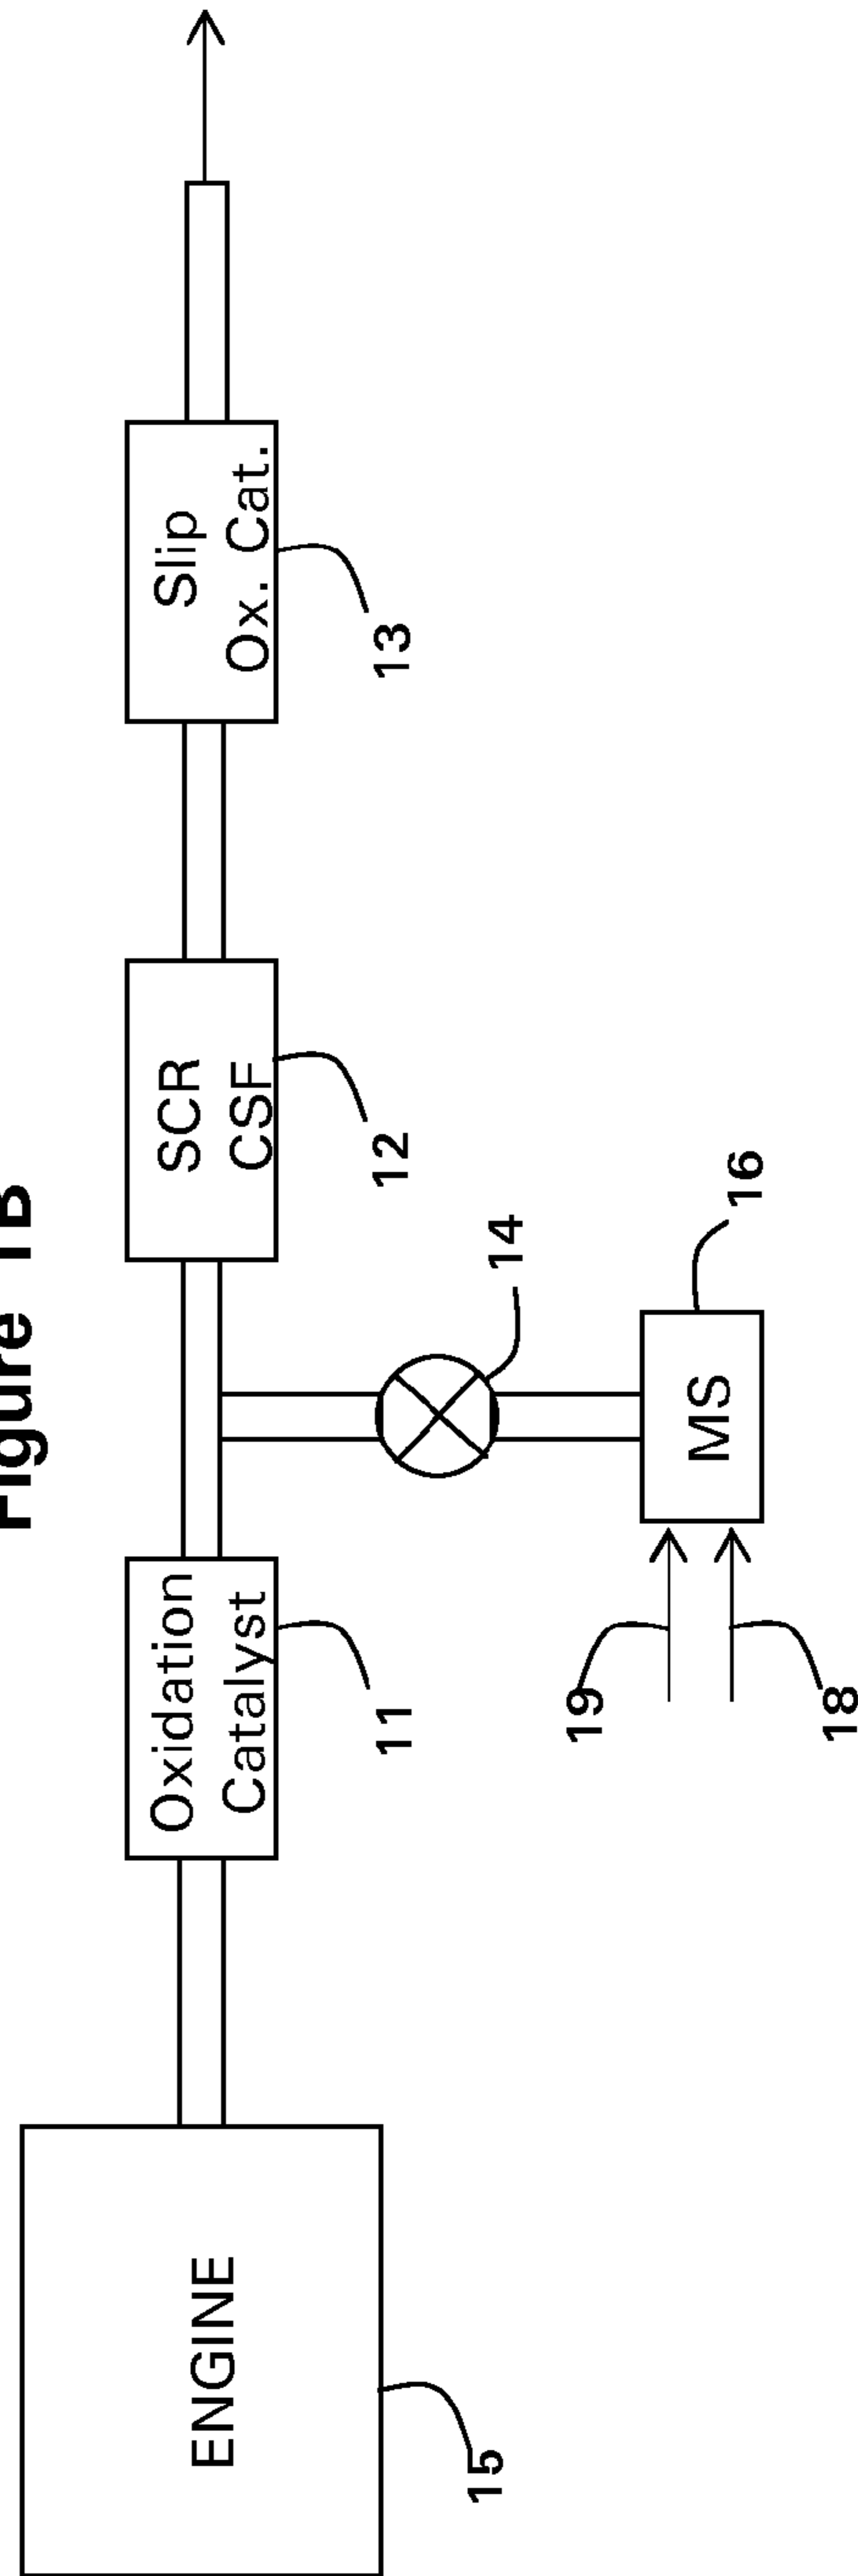 Figure 1B
ENGINE
15
Oxidation
Catalyst
11
SCR
CSF
12
Slip
Ox. Cat.
13
14
MS
16
19
18